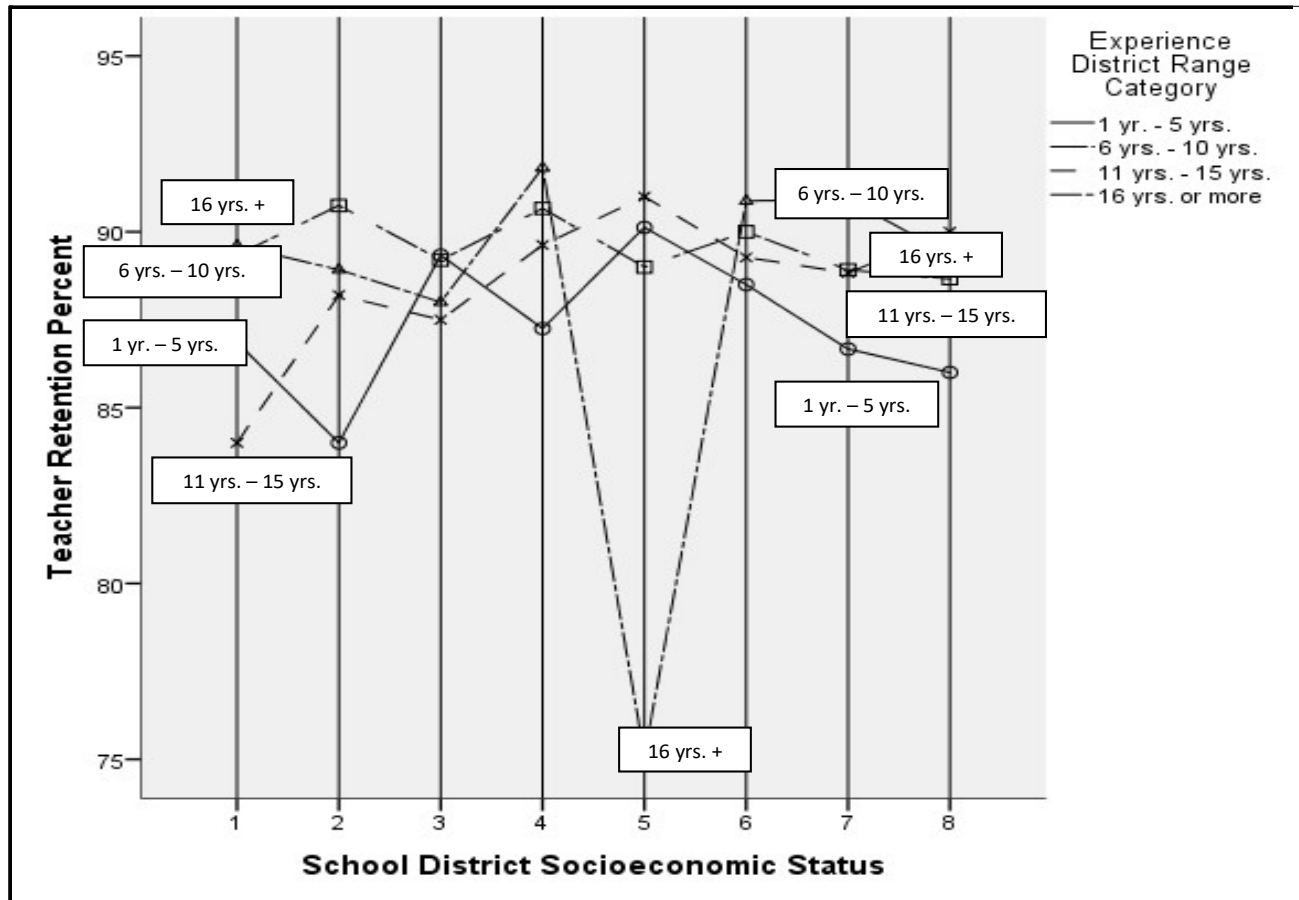 Experience
District Range
Category
1 yr. - 5 yrs.
6 yrs. - 10 yrs.
11 yrs. - 15 yrs.
16 yrs. or more
Teacher Retention Percent
95
90
85
80
75
16 yrs. +
6 yrs. – 10 yrs.
1 yr. – 5 yrs.
11 yrs. – 15 yrs.
6 yrs. – 10 yrs.
16 yrs. +
11 yrs. – 15 yrs.
1 yr. – 5 yrs.
16 yrs. +
1 2 3 4 5 6 7 8
School District Socioeconomic Status